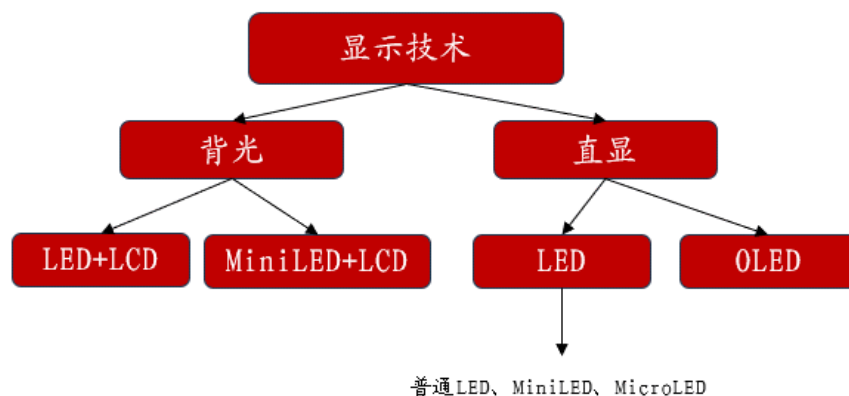 显示技术
背光
直显
LED+LCD
MiniLED+LCD
LED
OLED
普通LED、MiniLED、MicroLED